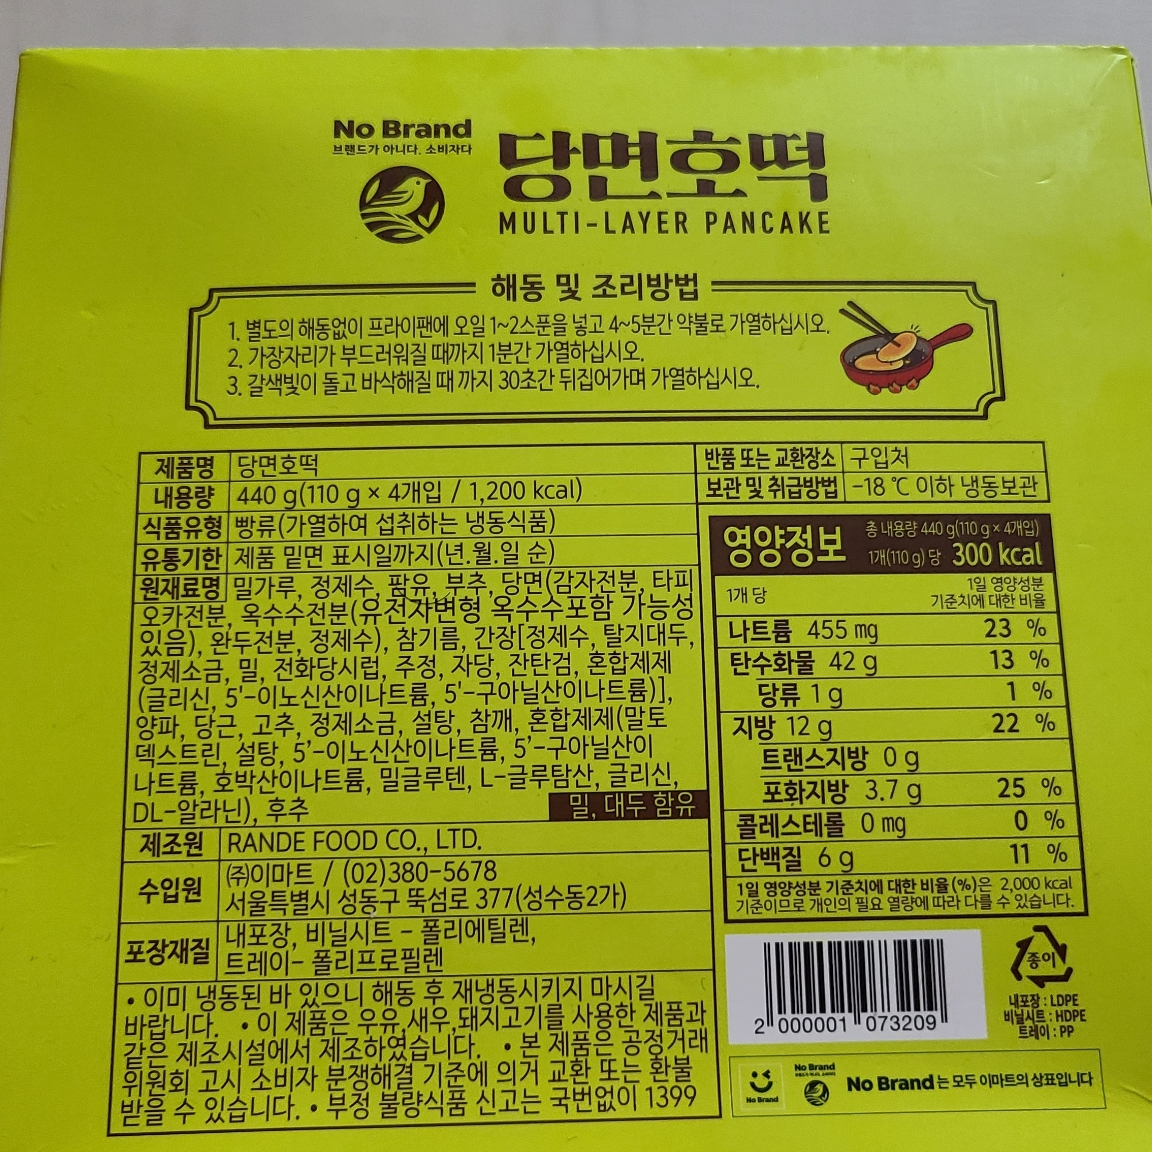 No Brand
브랜드가 아니다. 소비자다
당면호떡
MULTI-LAYER PANCAKE
해동 및 조리방법
1. 별도의 해동없이 프라이팬에 오일 1~2스푼을 넣고 4~5분간 약불로 가열하십시오.
2. 가장자리가 부드러워질 때까지 1분간 가열하십시오.
3. 갈색빛이 돌고 바삭해질 때 까지 30초간 뒤집어가며 가열하십시오.
제품명 당면호떡
내용량 440 g(110 g × 4개입 / 1,200 kcal)
식품유형 빵류(가열하여 섭취하는 냉동식품)
유통기한 제품 밑면 표시일까지(년.월.일 순)
원재료명 밀가루, 정제수, 팜유, 부추, 당면(감자전분, 타피
오카전분, 옥수수전분(유전자변형 옥수수포함 가능성
있음), 완두전분, 정제수), 참기름, 간장[정제수, 탈지대두,
정제소금, 밀, 전화당시럽, 주정, 자당, 잔탄검, 혼합제제
(글리신, 5'-이노신산이나트륨, 5'-구아닐산이나트륨)],
양파, 당근, 고추, 정제소금, 설탕, 참깨, 혼합제제(말토
덱스트린, 설탕, 5'-이노신산이나트륨, 5'-구아닐산이
나트륨, 호박산이나트륨, 밀글루텐, L-글루탐산, 글리신,
DL-알라닌), 후추
밀, 대두 함유
제조원 RANDE FOOD CO., LTD.
수입원 ㈜이마트 / (02)380-5678
서울특별시 성동구 뚝섬로 377(성수동2가)
포장재질 내포장, 비닐시트 - 폴리에틸렌,
트레이- 폴리프로필렌
• 이미 냉동된 바 있으니 해동 후 재냉동시키지 마시길
바랍니다. • 이 제품은 우유,새우,돼지고기를 사용한 제품과
같은 제조시설에서 제조하였습니다. • 본 제품은 공정거래
위원회 고시 소비자 분쟁해결 기준에 의거 교환 또는 환불
받을 수 있습니다. • 부정 불량식품 신고는 국번없이 1399
반품 또는 교환장소 구입처
보관 및 취급방법 -18 ℃ 이하 냉동보관
영양정보
총 내용량 440 g(110 g × 4개입)
1개(110 g) 당 300 kcal
1개 당
1일 영양성분
기준치에 대한 비율
나트륨 455 mg 23 %
탄수화물 42 g 13 %
당류 1 g 1 %
지방 12 g 22 %
트랜스지방 0 g
포화지방 3.7 g 25 %
콜레스테롤 0 mg 0 %
단백질 6 g 11 %
1일 영양성분 기준치에 대한 비율(%)은 2,000 kcal
기준이므로 개인의 필요 열량에 따라 다를 수 있습니다.
2 000001 073209
종이
내포장 : LDPE
비닐시트 : HDPE
트레이 : PP
No Brand
No Brand
No Brand는 모두 이마트의 상표입니다